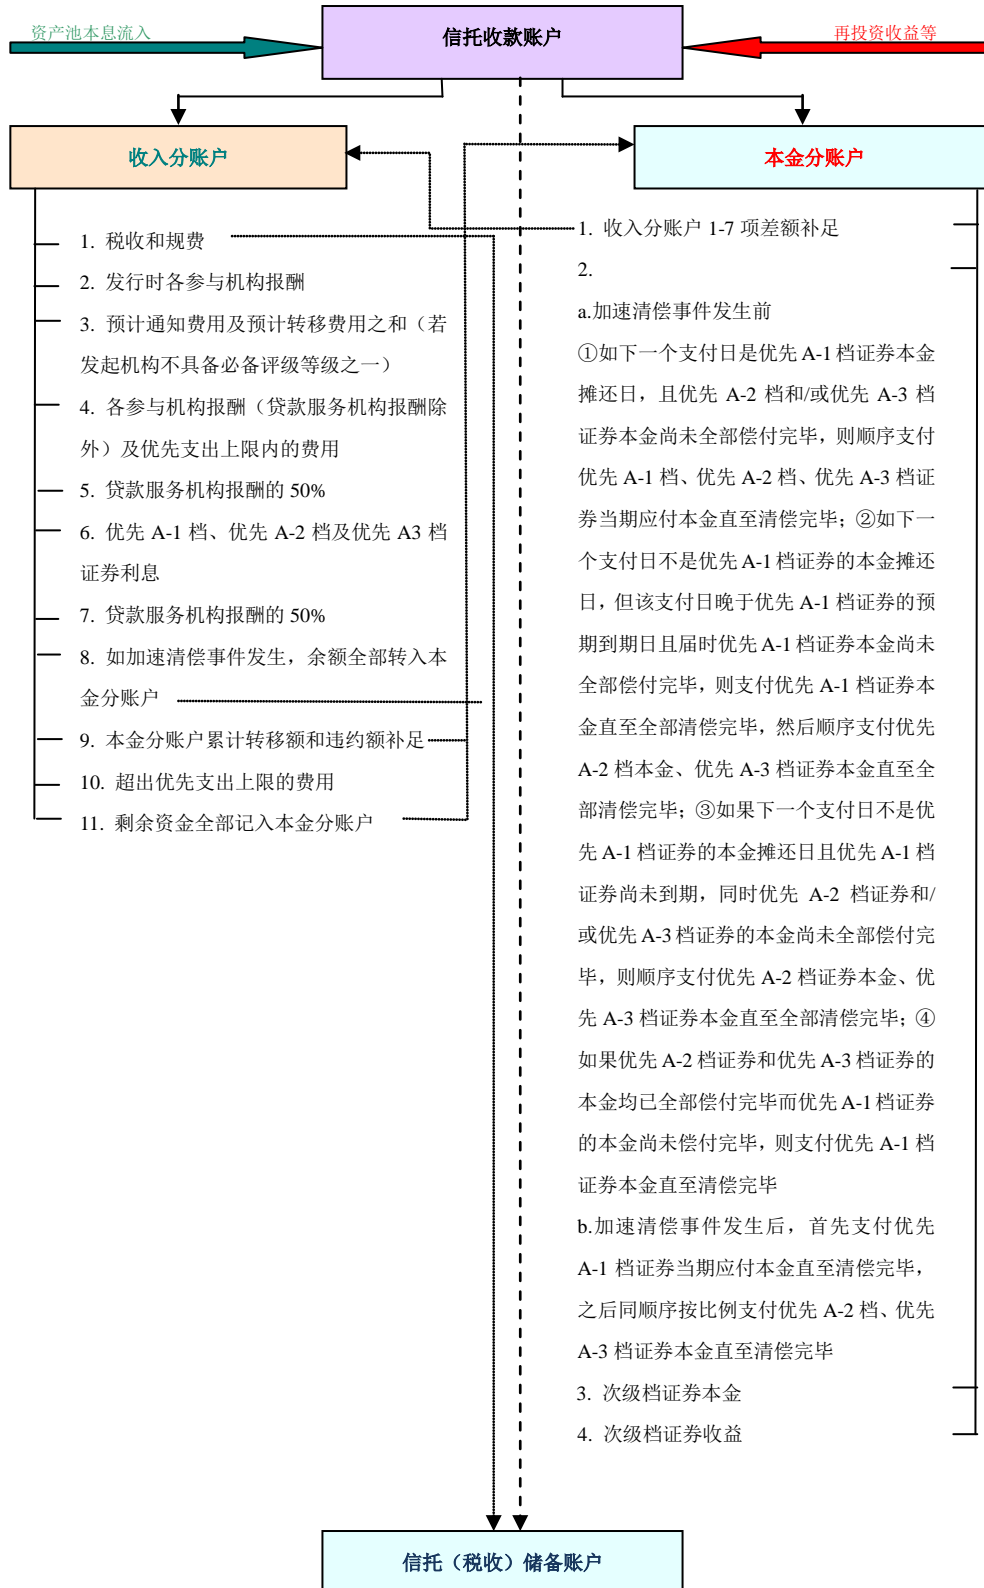 资产池本息流入
信托收款账户
再投资收益等
收入分账户
本金分账户
1. 税收和规费
2. 发行时各参与机构报酬
3. 预计通知费用及预计转移费用之和（若
发起机构不具备必备评级等级之一）
4. 各参与机构报酬（贷款服务机构报酬除
外）及优先支出上限内的费用
5. 贷款服务机构报酬的 50%
6. 优先 A-1 档、优先 A-2 档及优先 A3 档
证券利息
7. 贷款服务机构报酬的 50%
8. 如加速清偿事件发生，余额全部转入本
金分账户
9. 本金分账户累计转移额和违约额补足
10. 超出优先支出上限的费用
11. 剩余资金全部记入本金分账户
1. 收入分账户 1-7 项差额补足
2.
a.加速清偿事件发生前
①如下一个支付日是优先 A-1 档证券本金
摊还日，且优先 A-2 档和/或优先 A-3 档
证券本金尚未全部偿付完毕，则顺序支付
优先 A-1 档、优先 A-2 档、优先 A-3 档证
券当期应付本金直至清偿完毕；②如下一
个支付日不是优先 A-1 档证券的本金摊还
日，但该支付日晚于优先 A-1 档证券的预
期到期日且届时优先 A-1 档证券本金尚未
全部偿付完毕，则支付优先 A-1 档证券本
金直至全部清偿完毕，然后顺序支付优先
A-2 档本金、优先 A-3 档证券本金直至全
部清偿完毕；③如果下一个支付日不是优
先 A-1 档证券的本金摊还日且优先 A-1 档
证券尚未到期，同时优先 A-2 档证券和/
或优先 A-3 档证券的本金尚未全部偿付完
毕，则顺序支付优先 A-2 档证券本金、优
先 A-3 档证券本金直至全部清偿完毕；④
如果优先 A-2 档证券和优先 A-3 档证券的
本金均已全部偿付完毕而优先 A-1 档证券
的本金尚未偿付完毕，则支付优先 A-1 档
证券本金直至清偿完毕
b.加速清偿事件发生后，首先支付优先
A-1 档证券当期应付本金直至清偿完毕，
之后同顺序按比例支付优先 A-2 档、优先
A-3 档证券本金直至清偿完毕
3. 次级档证券本金
4. 次级档证券收益
信托（税收）储备账户